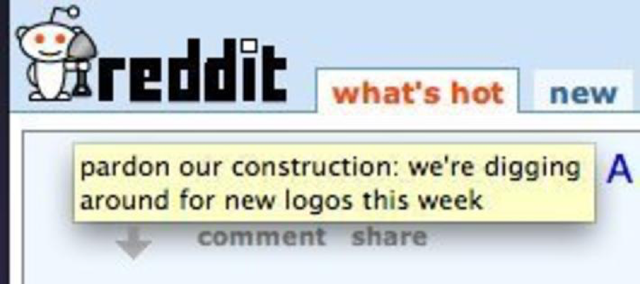 reddit what's hot new
pardon our construction: we're digging A
around for new logos this week
comment share